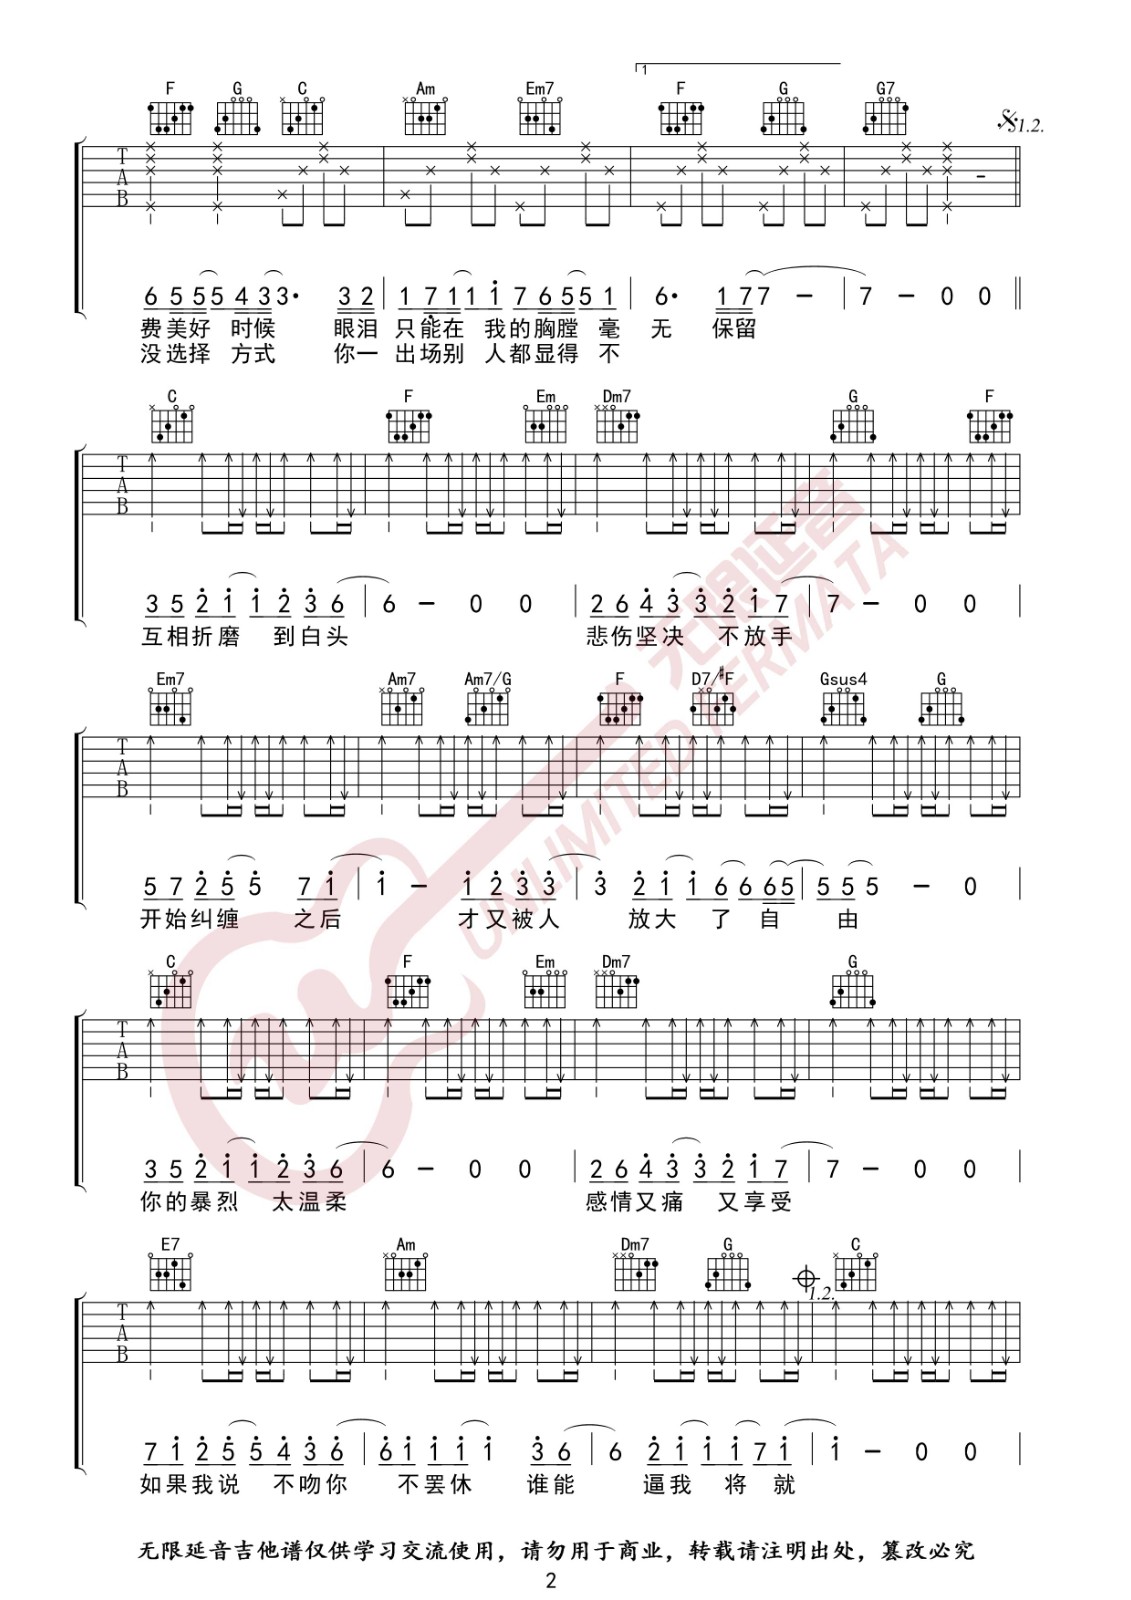 1
F G C Am Em7 F G G7
𝄋1.2.
T
A
B
6 5 5 5 4 3 3· 3 2 | 1 7 1 1 1 7 6 5 5 1 | 6· 1 7 7 – | 7 – 0 0
费美好 时候 眼泪 只能在 我的胸膛 毫 无 保留
没选择 方式 你一 出场别 人都显得 不
C F Em Dm7 G F
T
A
B
3 5 2 1 1 2 3 6 | 6 – 0 0 | 2 6 4 3 3 2 1 7 | 7 – 0 0 |
互相折磨 到白头 悲伤坚决 不放手
Em7 Am7 Am7/G F D7/♯F Gsus4 G
T
A
B
5 7 2 5 5 7 1 | 1 – 1 2 3 3 | 3 2 1 1 6 6 6 5 | 5 5 5 – 0 |
开始纠缠 之后 才又被人 放大 了 自 由
C F Em Dm7 G
T
A
B
3 5 2 1 1 2 3 6 | 6 – 0 0 | 2 6 4 3 3 2 1 7 | 7 – 0 0 |
你的暴烈 太温柔 感情又痛 又享受
E7 Am Dm7 G C
1.2.
T
A
B
7 1 2 5 5 4 3 6 | 6 1 1 1 1 3 6 | 6 2 1 1 1 7 1 | 1 – 0 0 |
如果我说 不吻你 不罢休 谁能 逼我 将 就
无限延音
UNLIMITED FERMATA
无限延音吉他谱仅供学习交流使用，请勿用于商业，转载请注明出处，篡改必究
2